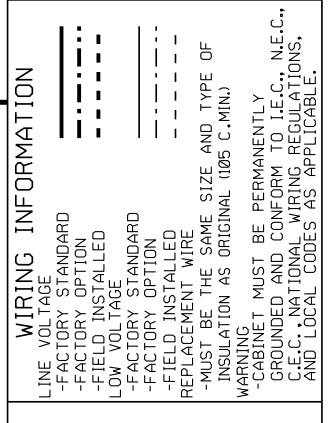 WIRING INFORMATION
LINE VOLTAGE
-FACTORY STANDARD
-FACTORY OPTION
-FIELD INSTALLED
LOW VOLTAGE
-FACTORY STANDARD
-FACTORY OPTION
-FIELD INSTALLED
REPLACEMENT WIRE
-MUST BE THE SAME SIZE AND TYPE OF
INSULATION AS ORIGINAL (105 C.MIN.)
WARNING
-CABINET MUST BE PERMANENTLY
GROUNDED AND CONFORM TO I.E.C., N.E.C.,
C.E.C., NATIONAL WIRING REGULATIONS,
AND LOCAL CODES AS APPLICABLE.